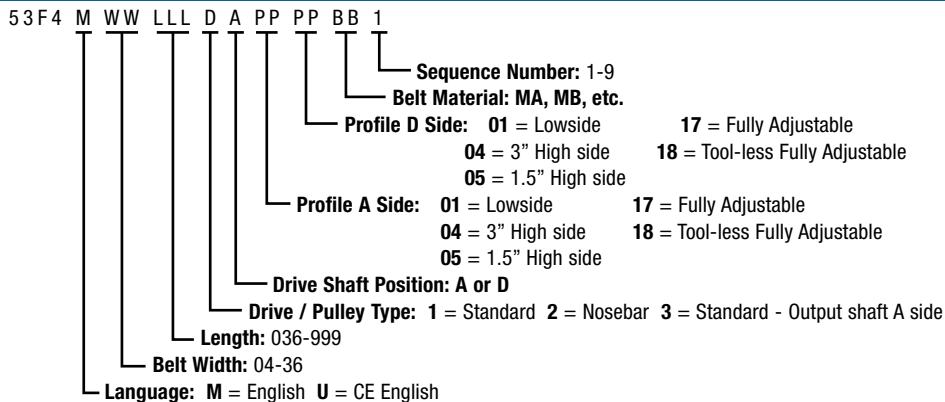 53F4 M WW LLL D A PP PP BB 1
Sequence Number: 1-9
Belt Material: MA, MB, etc.
Profile D Side: 01 = Lowside 17 = Fully Adjustable
04 = 3” High side 18 = Tool-less Fully Adjustable
05 = 1.5” High side
Profile A Side: 01 = Lowside 17 = Fully Adjustable
04 = 3” High side 18 = Tool-less Fully Adjustable
05 = 1.5” High side
Drive Shaft Position: A or D
Drive / Pulley Type: 1 = Standard 2 = Nosebar 3 = Standard - Output shaft A side
Length: 036-999
Belt Width: 04-36
Language: M = English U = CE English